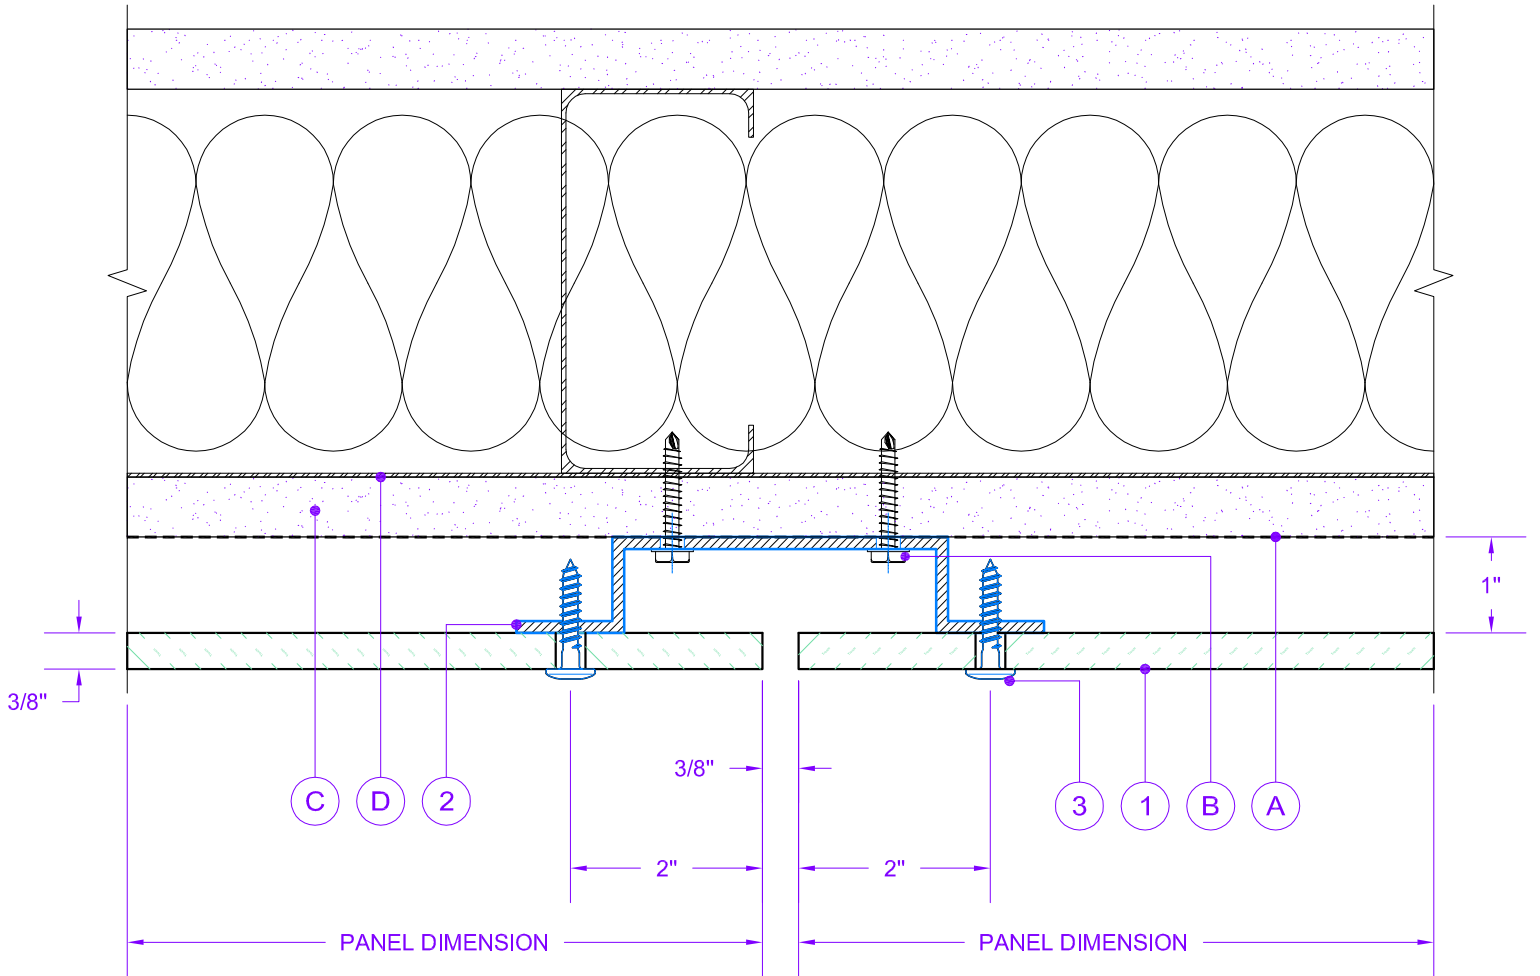 1"
3/8"
3/8"
C
D
2
3
1
B
A
2"
2"
PANEL DIMENSION
PANEL DIMENSION